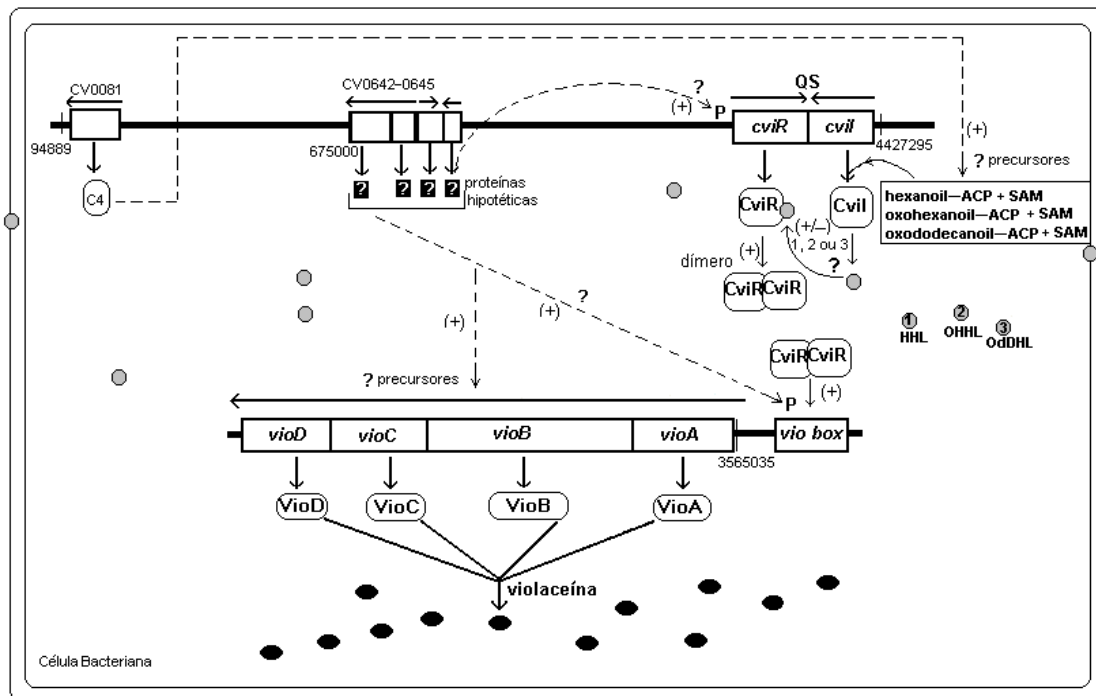 CV0081
94889
C4
CV0642-0645
675000
? ? ? ?
proteínas
hipotéticas
?
(+)
P
QS
cviR cviI
4427295
(+)
? precursores
hexanoil—ACP + SAM
oxohexanoil—ACP + SAM
oxododecanoil—ACP + SAM
CviR
CviI
(+/–)
1, 2 ou 3
?
(+)
dímero
CviR CviR
1
HHL
2
OHHL
3
OdDHL
(+)
(+)
?
CviR CviR
P
(+)
? precursores
vioD vioC vioB vioA
vio box
3565035
VioD VioC VioB VioA
violaceína
Célula Bacteriana